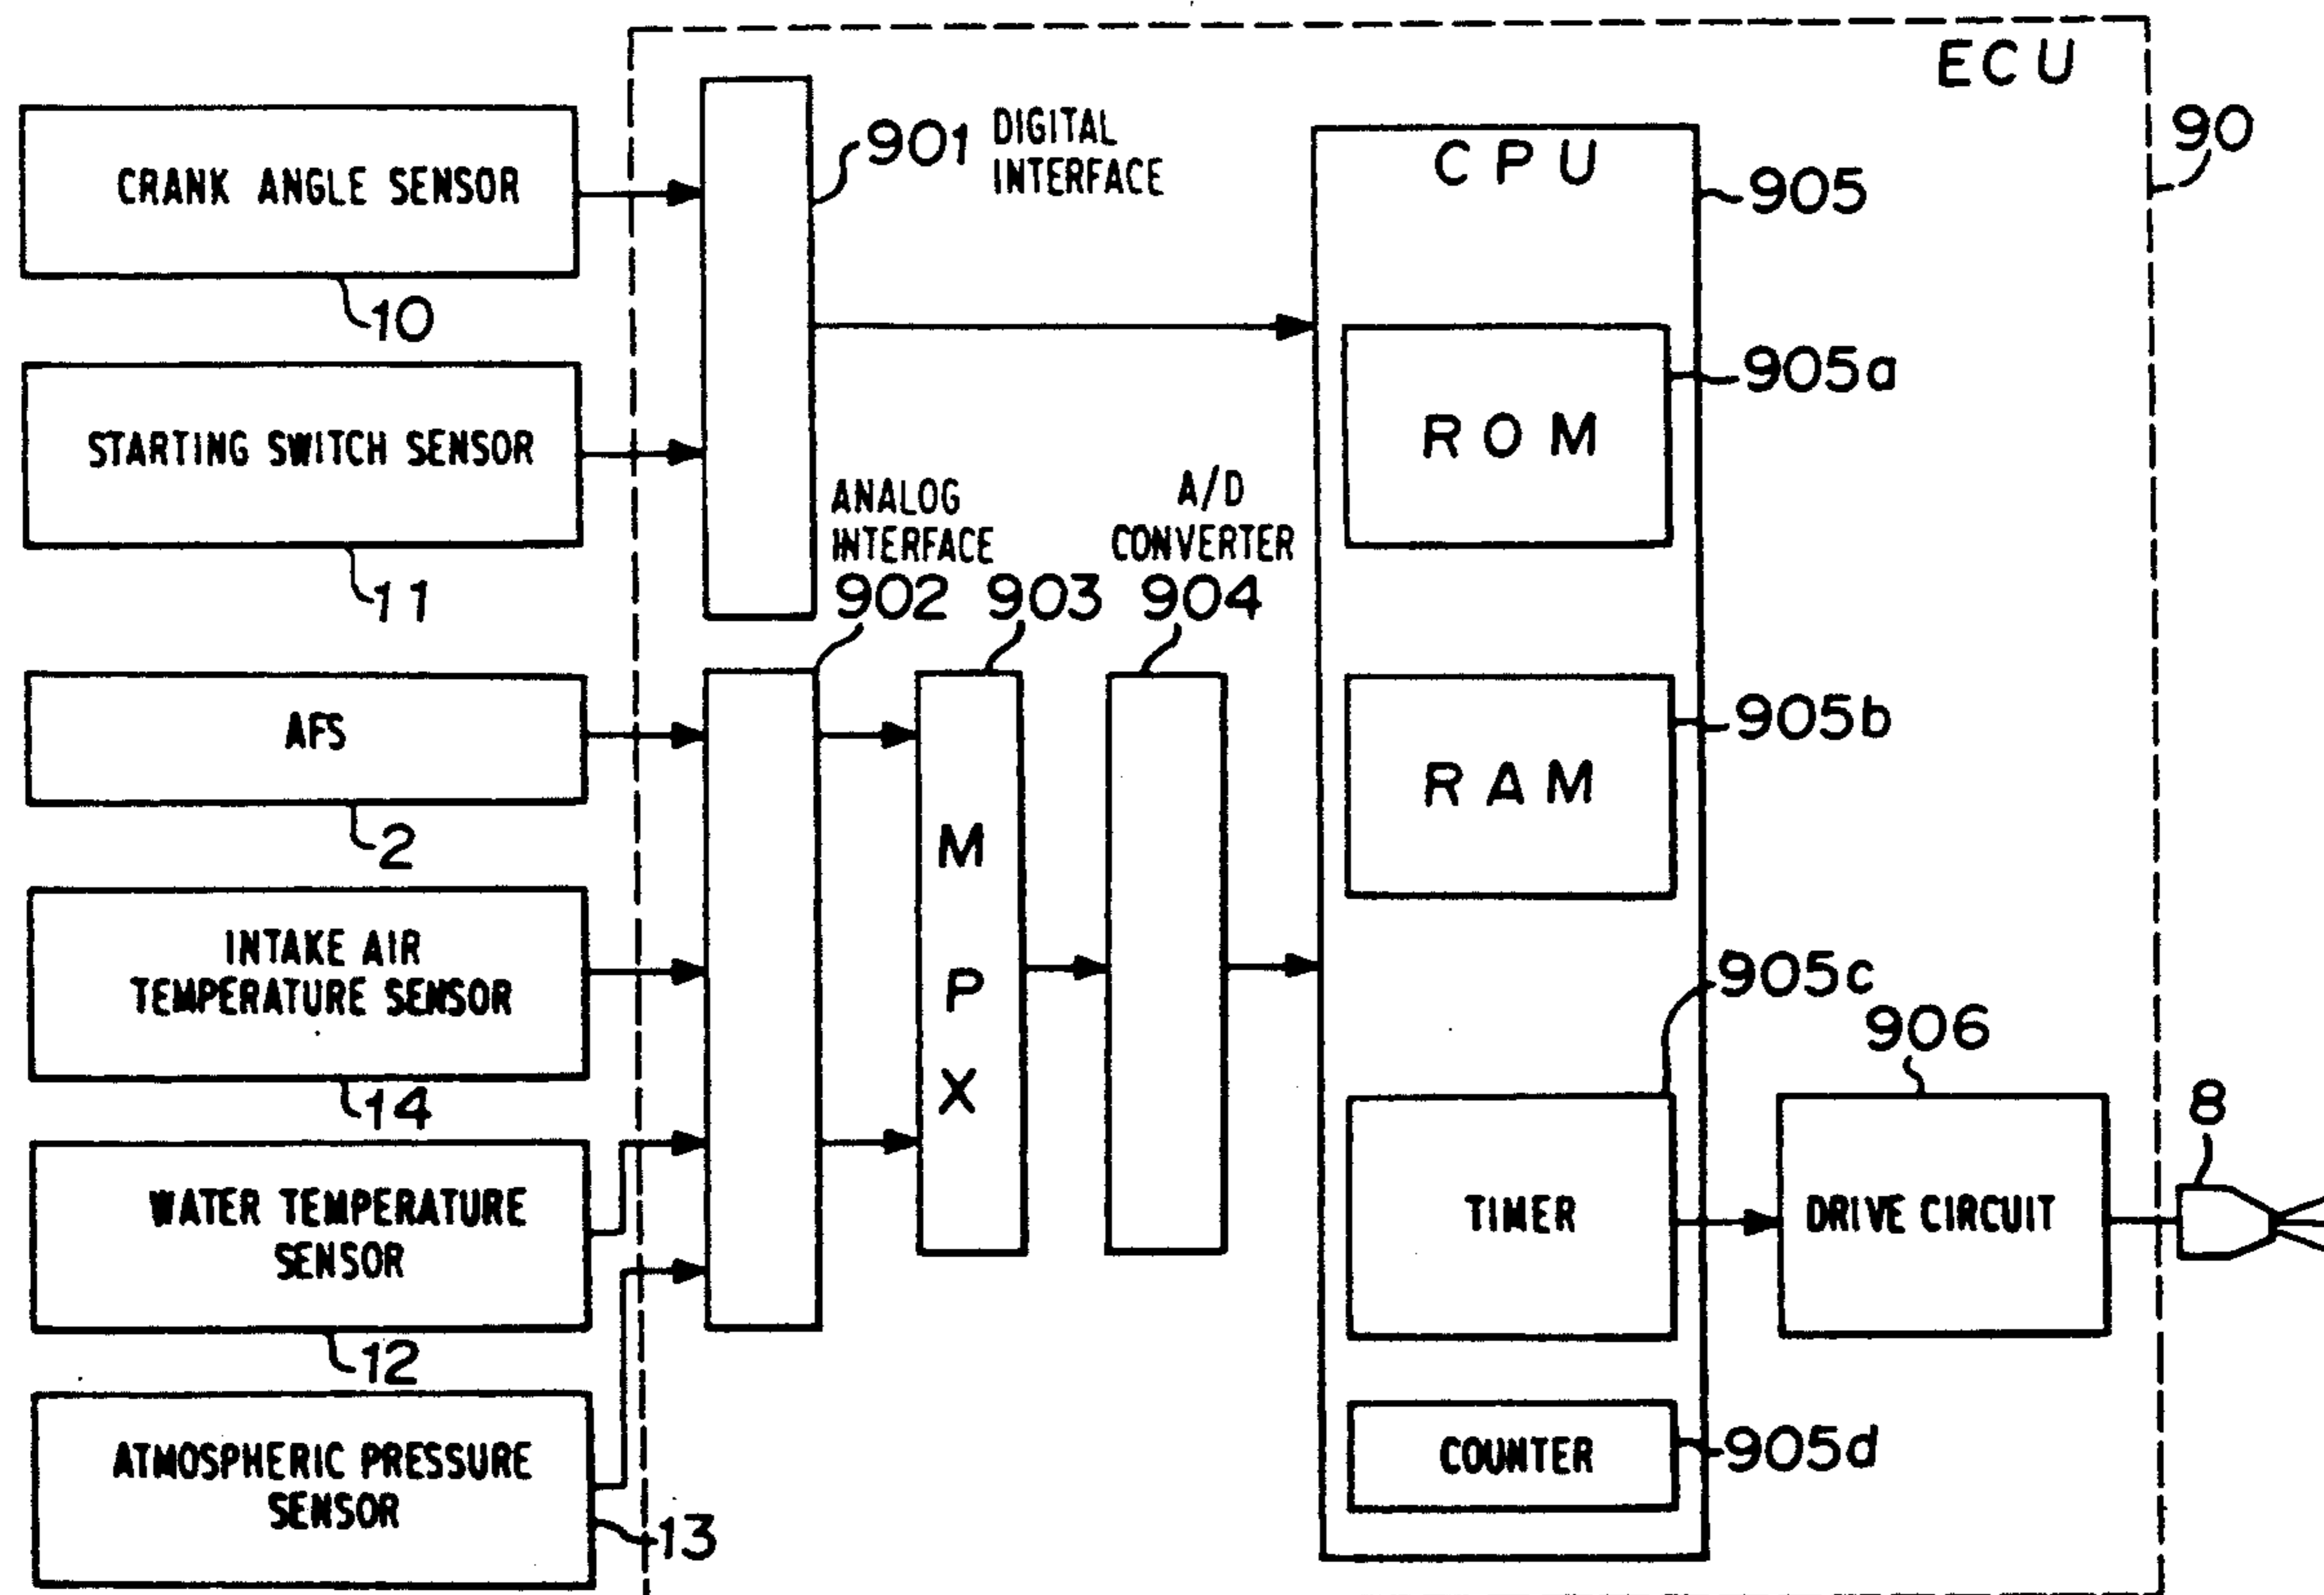 ECU
90
CRANK ANGLE SENSOR
10
901 DIGITAL
INTERFACE
CPU
905
STARTING SWITCH SENSOR
11
ROM
905a
ANALOG
INTERFACE
902
903
A/D
CONVERTER
904
AFS
2
MPX
RAM
905b
INTAKE AIR
TEMPERATURE SENSOR
14
905c
906
8
WATER TEMPERATURE
SENSOR
12
TIMER
DRIVE CIRCUIT
ATMOSPHERIC PRESSURE
SENSOR
13
COUNTER
905d